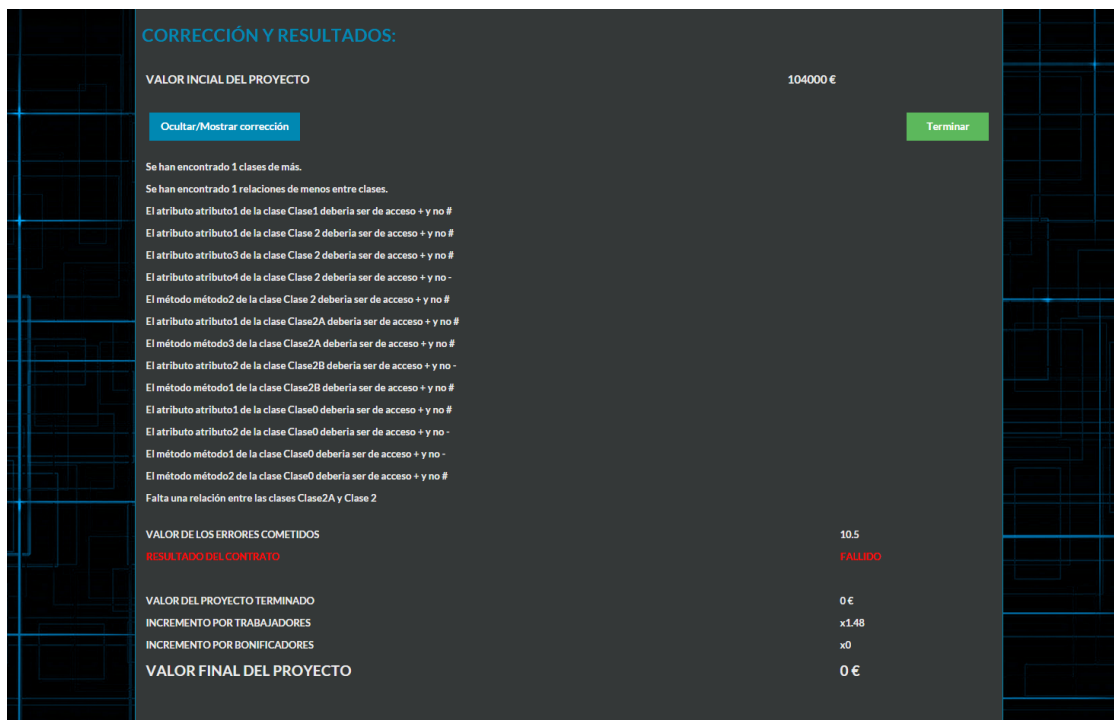 CORRECCIÓN Y RESULTADOS:
VALOR INCIAL DEL PROYECTO 104000 €
Ocultar/Mostrar corrección Terminar
Se han encontrado 1 clases de más.
Se han encontrado 1 relaciones de menos entre clases.
El atributo atributo1 de la clase Clase1 deberia ser de acceso + y no #
El atributo atributo1 de la clase Clase 2 deberia ser de acceso + y no #
El atributo atributo3 de la clase Clase 2 deberia ser de acceso + y no #
El atributo atributo4 de la clase Clase 2 deberia ser de acceso + y no -
El método método2 de la clase Clase 2 deberia ser de acceso + y no #
El atributo atributo1 de la clase Clase2A deberia ser de acceso + y no #
El método método3 de la clase Clase2A deberia ser de acceso + y no #
El atributo atributo2 de la clase Clase2B deberia ser de acceso + y no -
El método método1 de la clase Clase2B deberia ser de acceso + y no #
El atributo atributo1 de la clase Clase0 deberia ser de acceso + y no #
El atributo atributo2 de la clase Clase0 deberia ser de acceso + y no -
El método método1 de la clase Clase0 deberia ser de acceso + y no -
El método método2 de la clase Clase0 deberia ser de acceso + y no #
Falta una relación entre las clases Clase2A y Clase 2
VALOR DE LOS ERRORES COMETIDOS 10.5
RESULTADO DEL CONTRATO FALLIDO
VALOR DEL PROYECTO TERMINADO 0 €
INCREMENTO POR TRABAJADORES x1.48
INCREMENTO POR BONIFICADORES x0
VALOR FINAL DEL PROYECTO 0 €